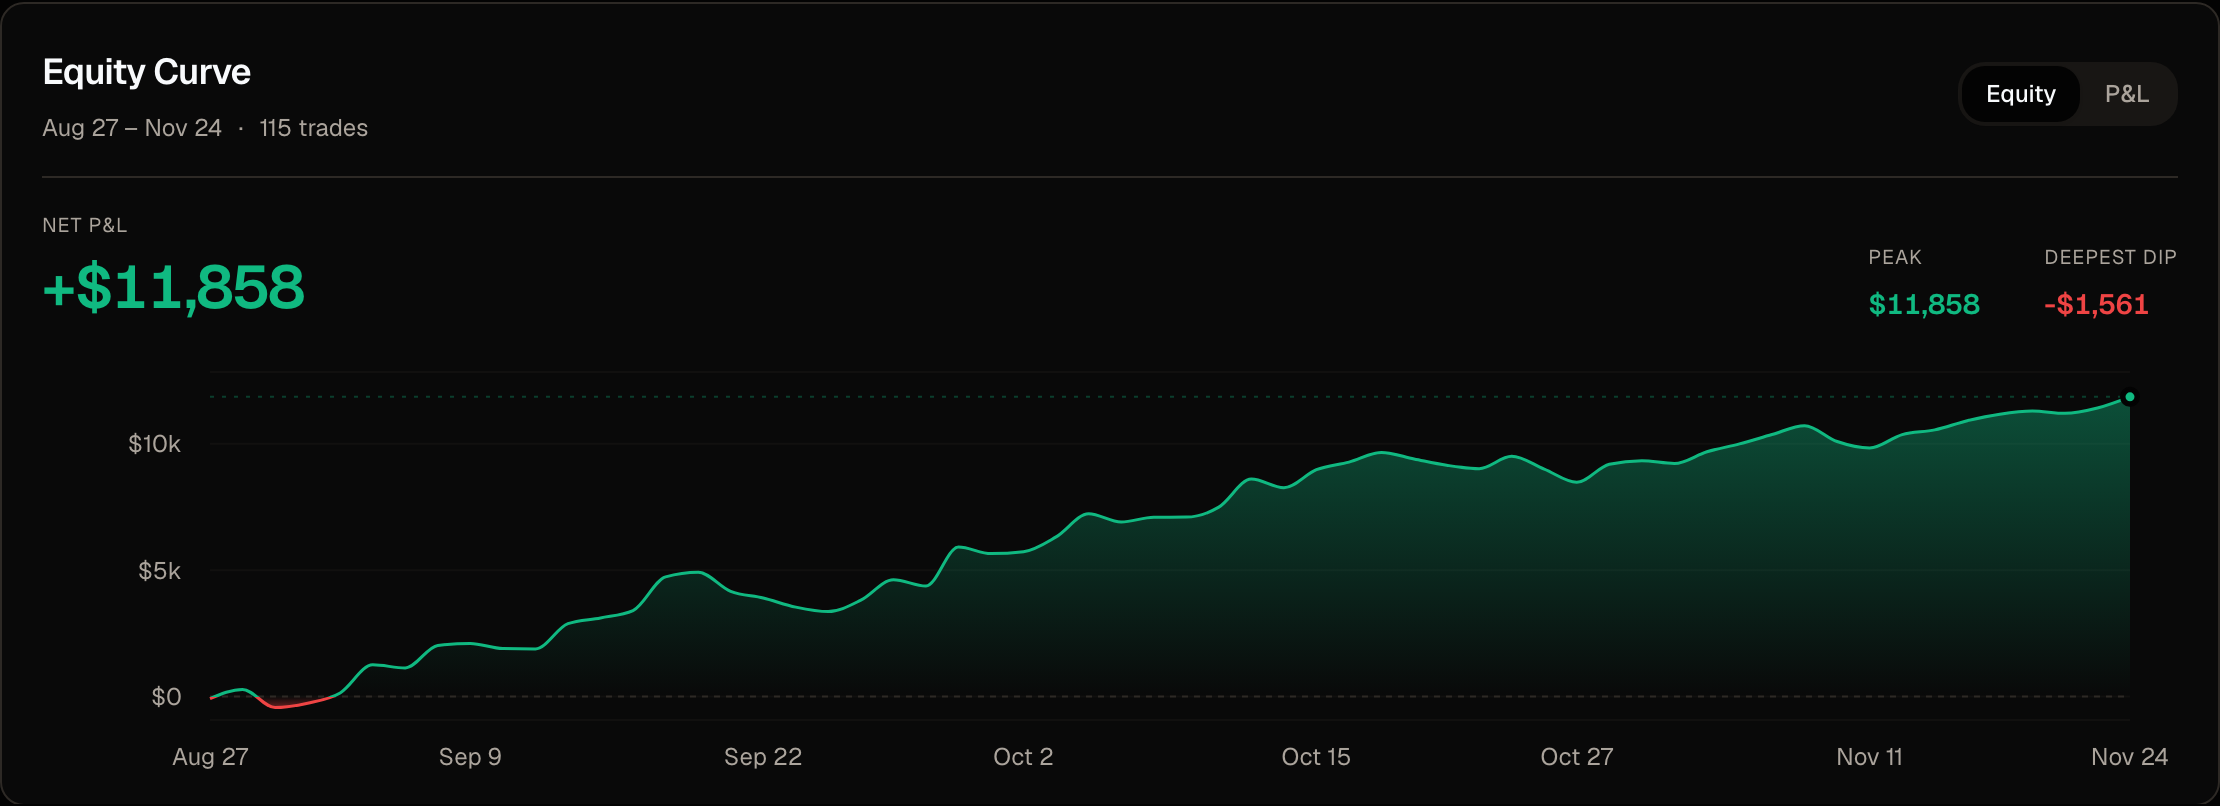 Equity Curve
Aug 27 – Nov 24 · 115 trades
Equity P&L
NET P&L
+$11,858
PEAK
$11,858
DEEPEST DIP
-$1,561
$10k
$5k
$0
Aug 27 Sep 9 Sep 22 Oct 2 Oct 15 Oct 27 Nov 11 Nov 24